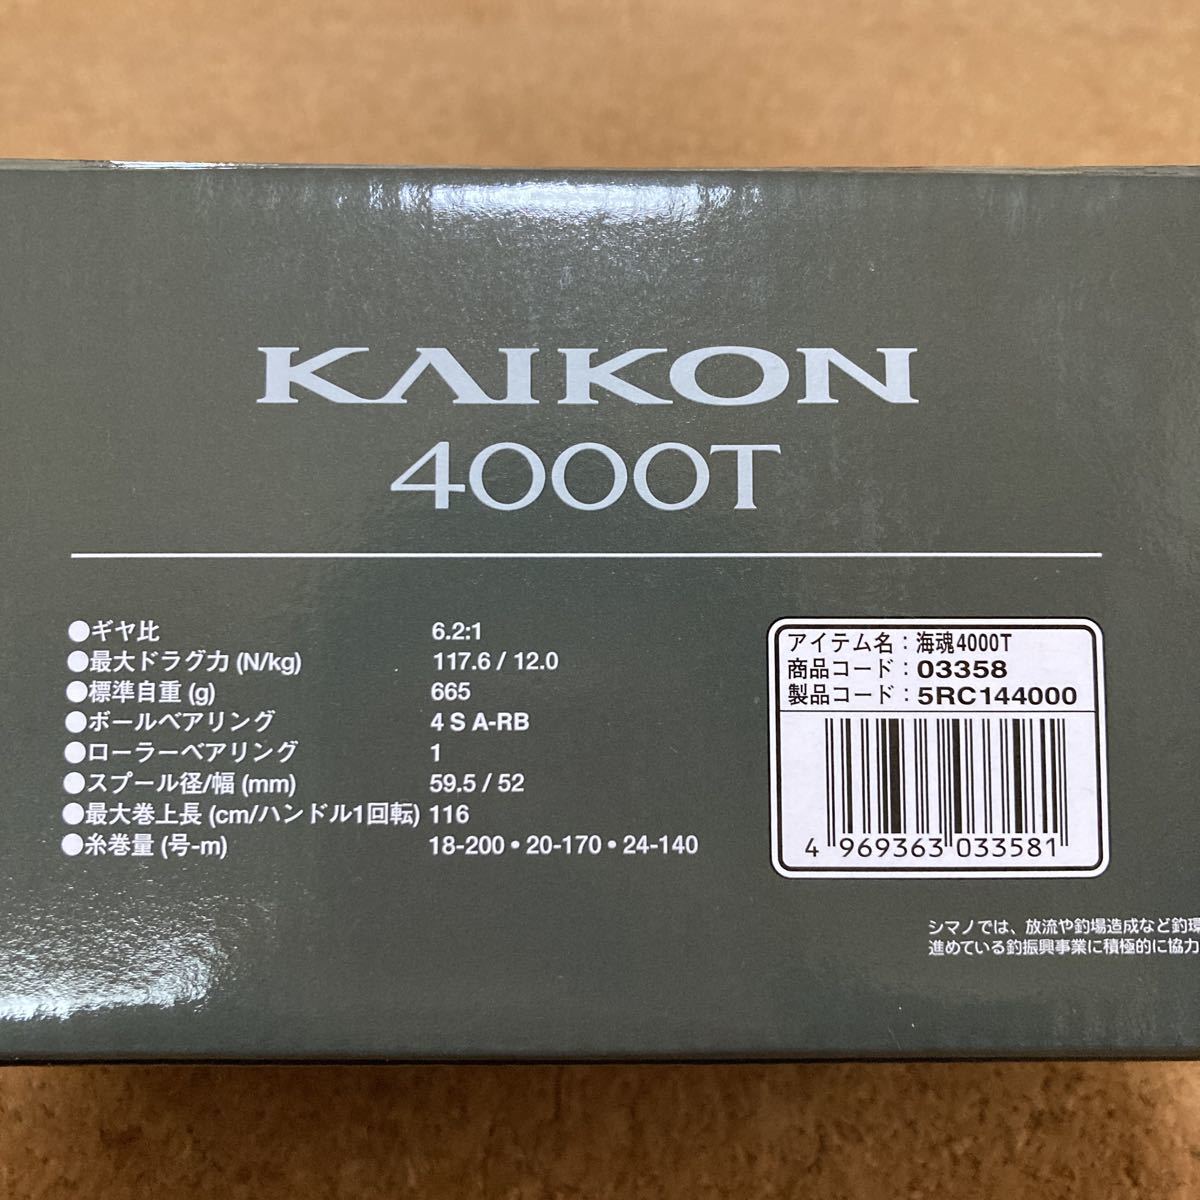 KAIKON
4000T
●ギヤ比 6.2:1
●最大ドラグ力 (N/kg) 117.6 / 12.0
●標準自重 (g) 665
●ボールベアリング 4 S A-RB
●ローラーベアリング 1
●スプール径/幅 (mm) 59.5 / 52
●最大巻上長 (cm/ハンドル1回転) 116
●糸巻量 (号-m) 18-200・20-170・24-140
アイテム名：海魂4000T
商品コード：03358
製品コード：5RC144000
4 969363 033581
シマノでは、放流や釣場造成など釣環
進めている釣振興事業に積極的に協力